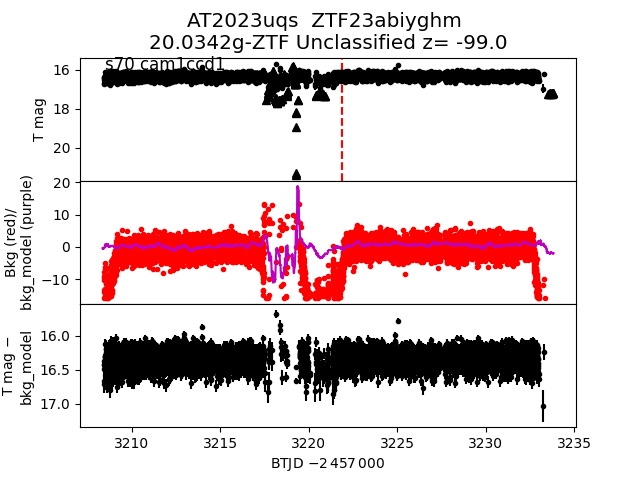 AT2023uqs  ZTF23abiyghm
20.0342g-ZTF Unclassified z= -99.0
s70 cam1ccd1
16
18
20
T mag
20
10
0
−10
Bkg (red)/
bkg_model (purple)
16.0
16.5
17.0
T mag −
bkg_model
3210 3215 3220 3225 3230 3235
BTJD −2 457 000